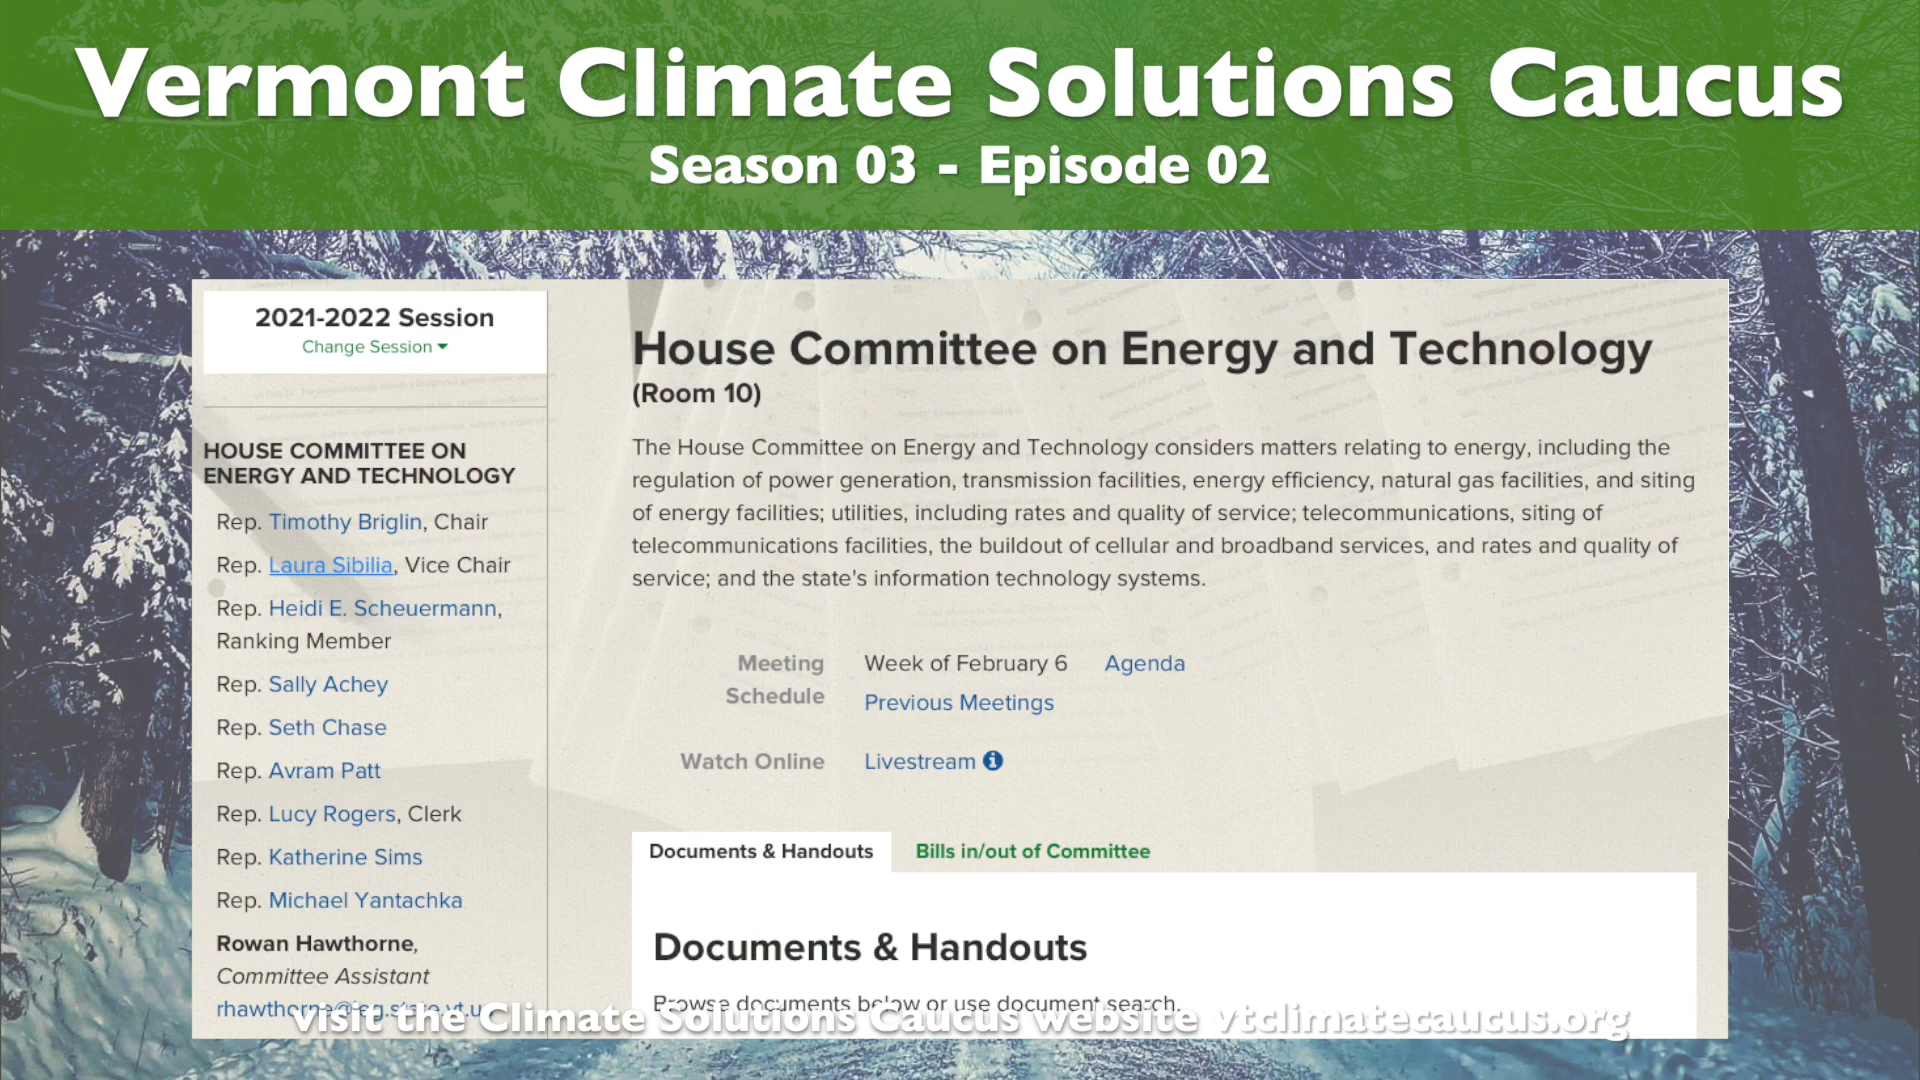 Vermont Climate Solutions Caucus
Season 03 - Episode 02
2021-2022 Session
Change Session
HOUSE COMMITTEE ON
ENERGY AND TECHNOLOGY
Rep. Timothy Briglin, Chair
Rep. Laura Sibilia, Vice Chair
Rep. Heidi E. Scheuermann,
Ranking Member
Rep. Sally Achey
Rep. Seth Chase
Rep. Avram Patt
Rep. Lucy Rogers, Clerk
Rep. Katherine Sims
Rep. Michael Yantachka
Rowan Hawthorne,
Committee Assistant
House Committee on Energy and Technology
(Room 10)
The House Committee on Energy and Technology considers matters relating to energy, including the
regulation of power generation, transmission facilities, energy efficiency, natural gas facilities, and siting
of energy facilities; utilities, including rates and quality of service; telecommunications, siting of
telecommunications facilities, the buildout of cellular and broadband services, and rates and quality of
service; and the state's information technology systems.
Meeting Week of February 6 Agenda
Schedule Previous Meetings
Watch Online Livestream
Documents & Handouts Bills in/out of Committee
Documents & Handouts
Browse documents below or use document search.
visit the Climate Solutions Caucus website vtclimatecaucus.org